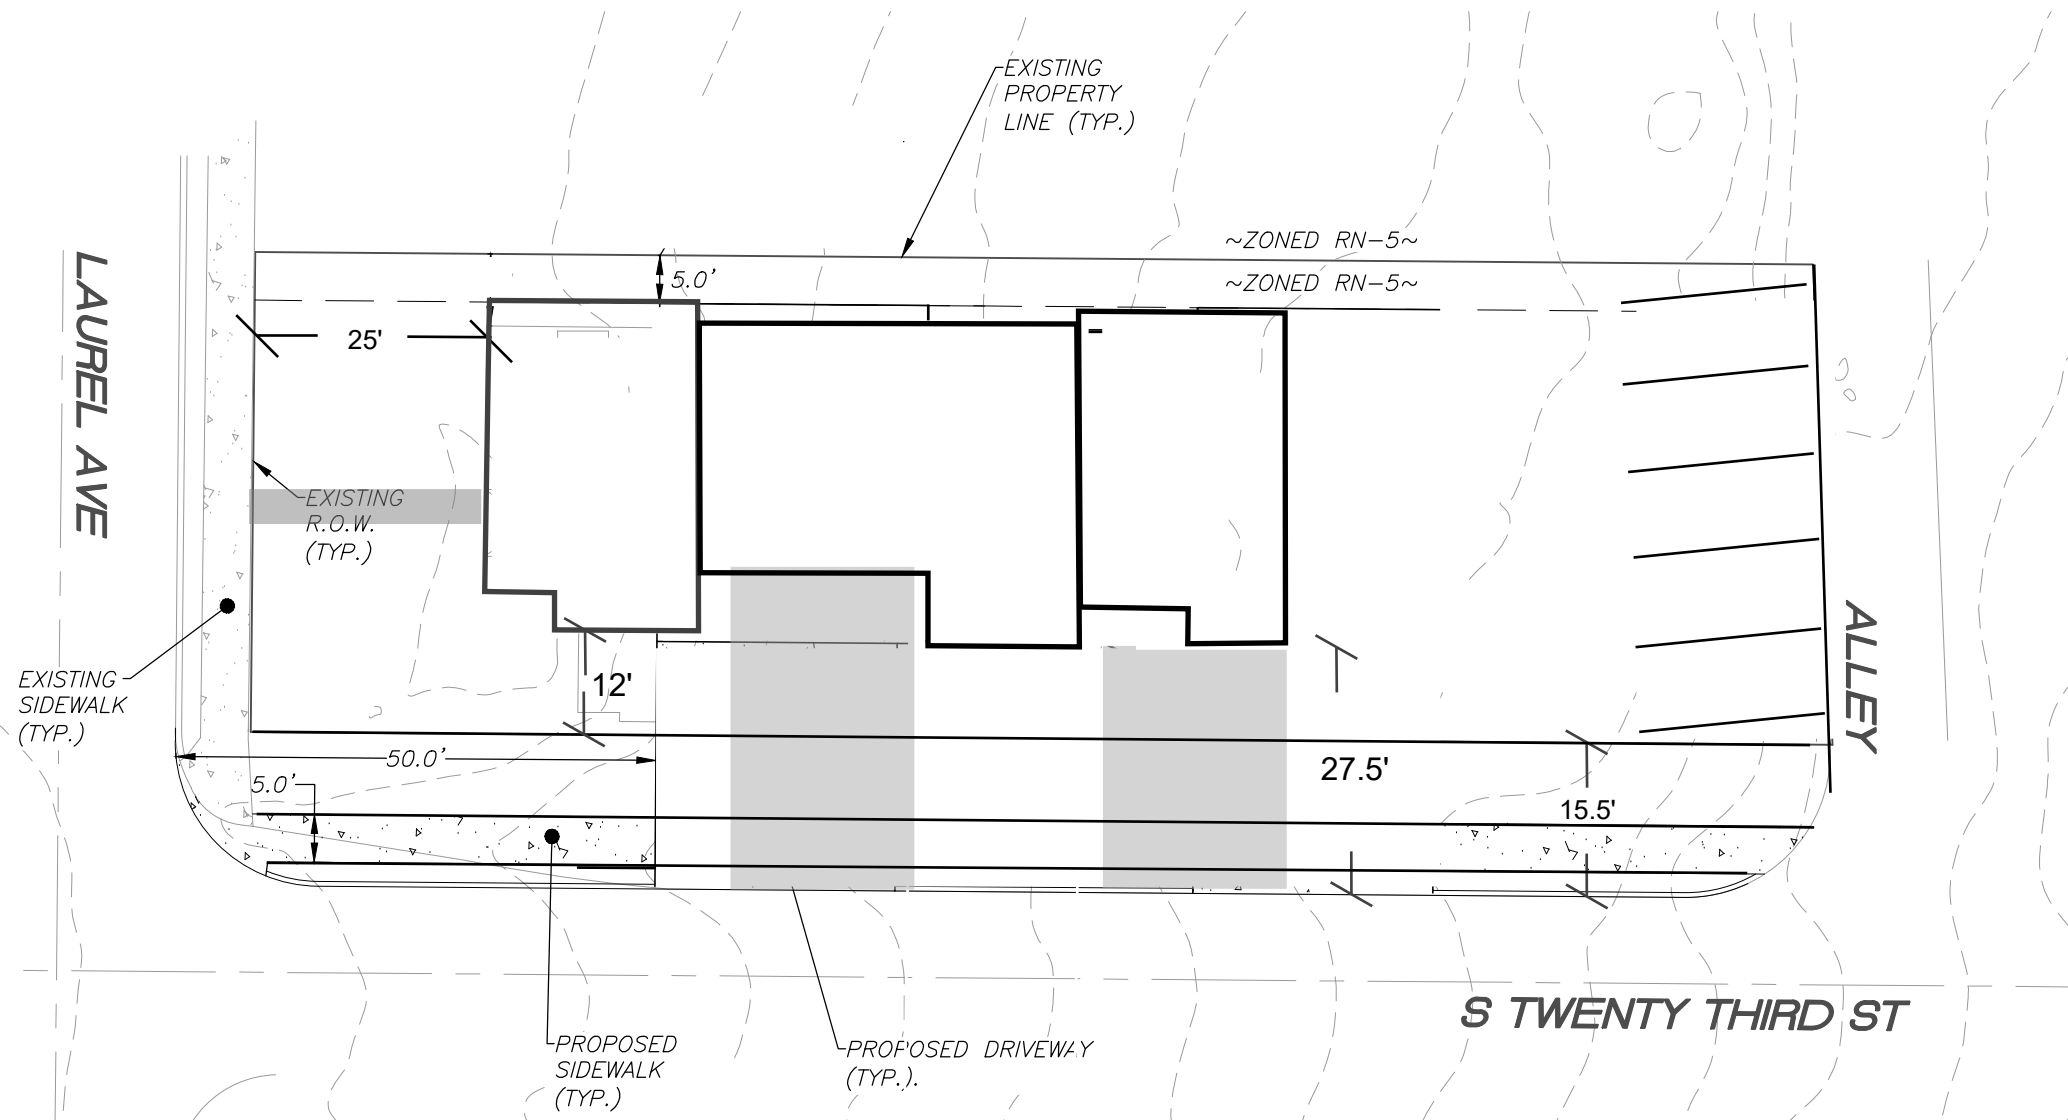 EXISTING
PROPERTY
LINE (TYP.)
~ZONED RN-5~
~ZONED RN-5~
5.0'
25'
LAUREL AVE
EXISTING
R.O.W.
(TYP.)
EXISTING
SIDEWALK
(TYP.)
12'
50.0'
5.0'
27.5'
15.5'
ALLEY
S TWENTY THIRD ST
PROPOSED
SIDEWALK
(TYP.)
PROPOSED DRIVEWAY
(TYP.).